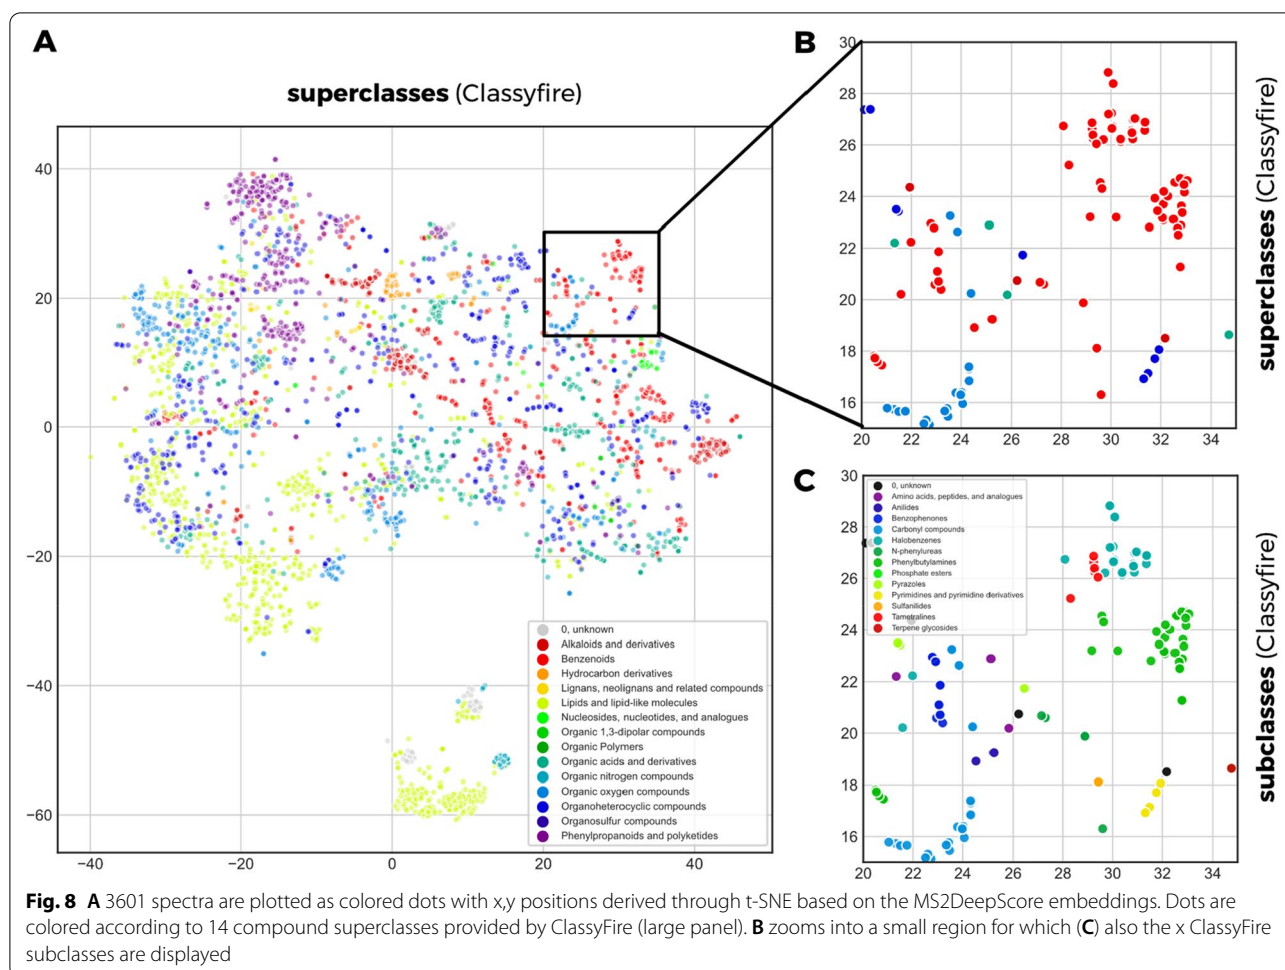 A
superclasses (Classyfire)
40
20
0
−20
−40
−60
−40
−20
0
20
40
0, unknown
Alkaloids and derivatives
Benzenoids
Hydrocarbon derivatives
Lignans, neolignans and related compounds
Lipids and lipid-like molecules
Nucleosides, nucleotides, and analogues
Organic 1,3-dipolar compounds
Organic Polymers
Organic acids and derivatives
Organic nitrogen compounds
Organic oxygen compounds
Organoheterocyclic compounds
Organosulfur compounds
Phenylpropanoids and polyketides
B
30
28
26
24
22
20
18
16
20
22
24
26
28
30
32
34
superclasses (Classyfire)
C
30
28
26
24
22
20
18
16
20
22
24
26
28
30
32
34
0, unknown
Amino acids, peptides, and analogues
Anilides
Benzophenones
Carbonyl compounds
Halobenzenes
N-phenylureas
Phenylbutylamines
Phosphate esters
Pyrazoles
Pyrimidines and pyrimidine derivatives
Sulfanilides
Tametralines
Terpene glycosides
subclasses (Classyfire)
Fig. 8 A 3601 spectra are plotted as colored dots with x,y positions derived through t-SNE based on the MS2DeepScore embeddings. Dots are
colored according to 14 compound superclasses provided by ClassyFire (large panel). B zooms into a small region for which (C) also the x ClassyFire
subclasses are displayed